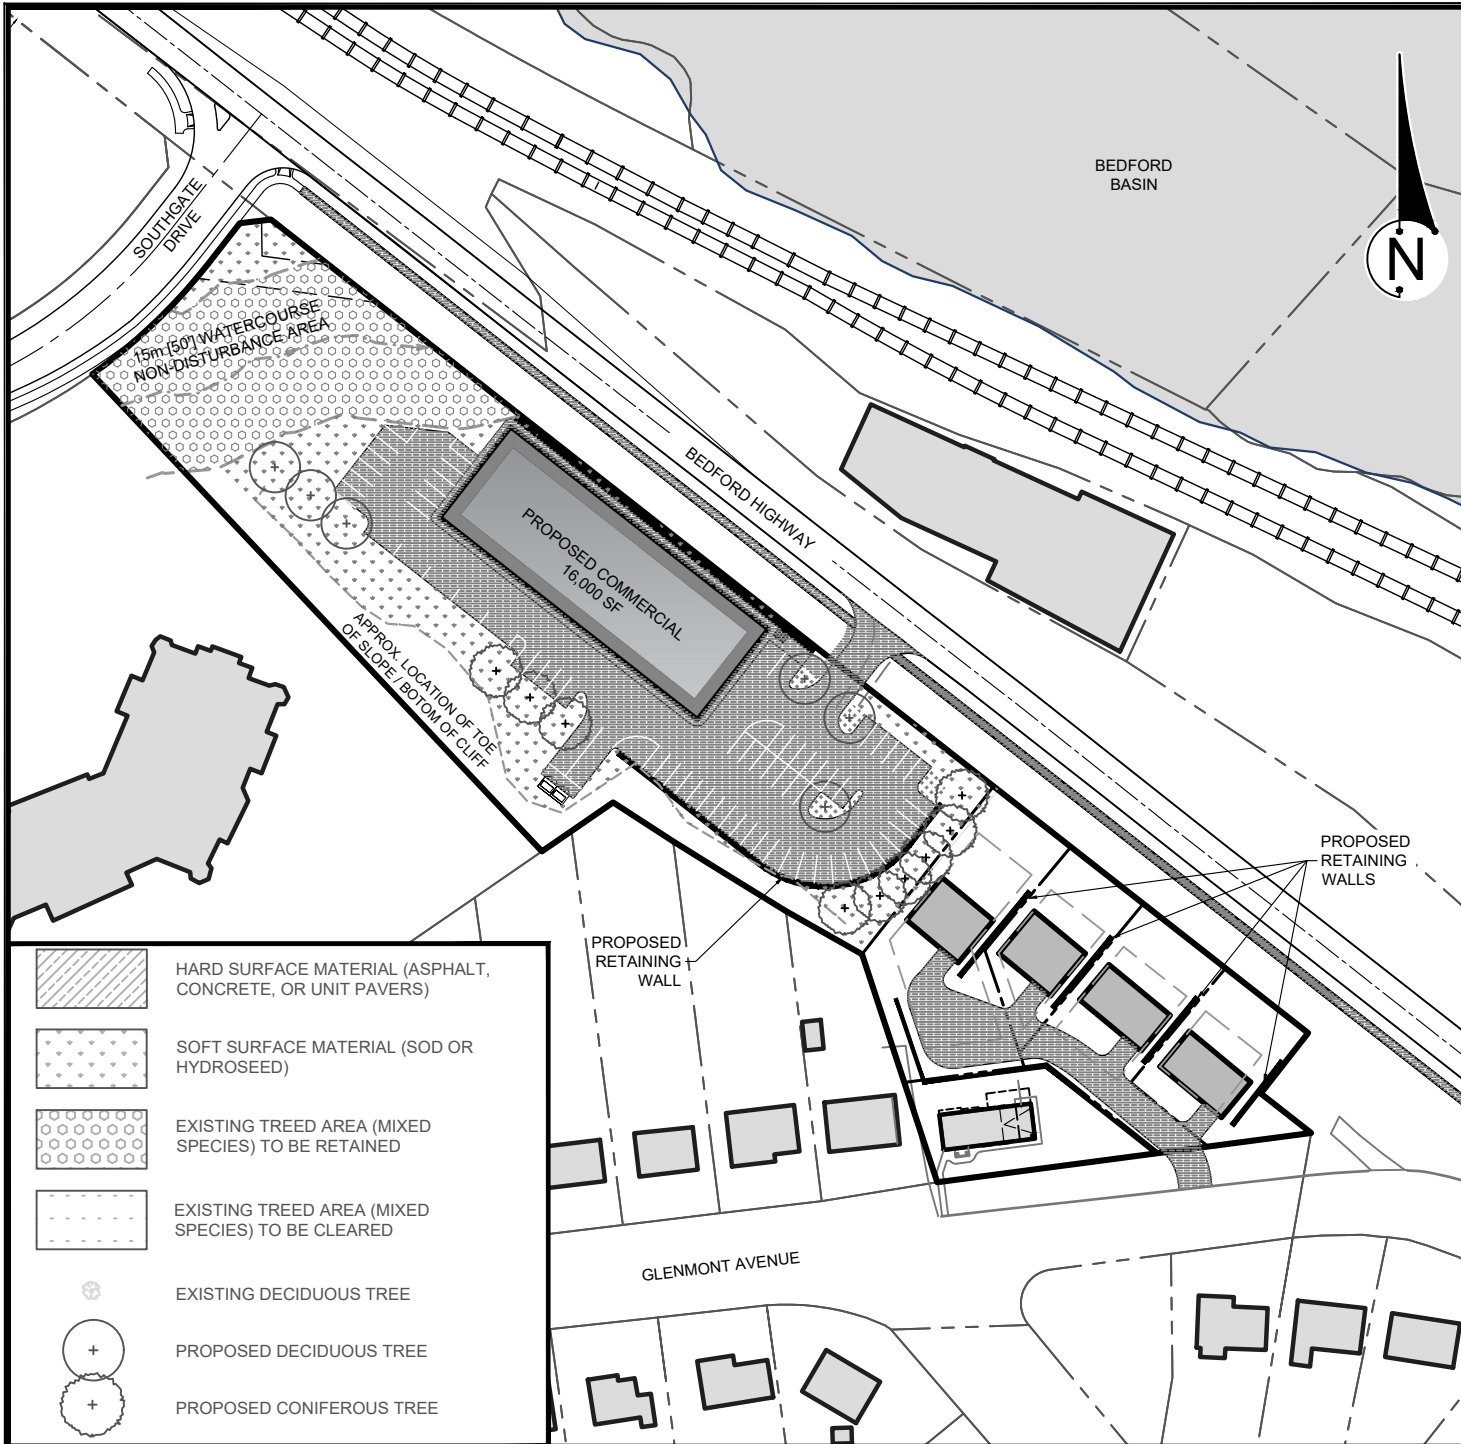 BEDFORD
BASIN
N
SOUTHGATE
DRIVE
15m [50'] WATERCOURSE
NON-DISTURBANCE AREA
BEDFORD HIGHWAY
PROPOSED COMMERCIAL
16,000 SF
APPROX. LOCATION OF TOE
OF SLOPE / BOTOM OF CLIFF
PROPOSED
RETAINING
WALLS
PROPOSED
RETAINING
WALL
GLENMONT AVENUE
HARD SURFACE MATERIAL (ASPHALT,
CONCRETE, OR UNIT PAVERS)
SOFT SURFACE MATERIAL (SOD OR
HYDROSEED)
EXISTING TREED AREA (MIXED
SPECIES) TO BE RETAINED
EXISTING TREED AREA (MIXED
SPECIES) TO BE CLEARED
EXISTING DECIDUOUS TREE
PROPOSED DECIDUOUS TREE
PROPOSED CONIFEROUS TREE